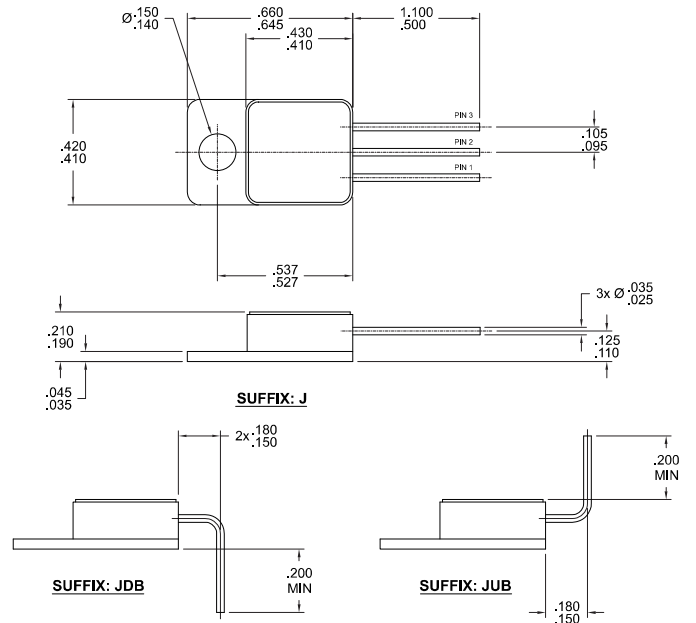 Ø .150
.140
.660
.645
.430
.410
1.100
.500
.420
.410
PIN 3
PIN 2
PIN 1
.105
.095
.537
.527
3x Ø .035
.025
.210
.190
.125
.110
.045
.035
SUFFIX: J
2x .180
.150
.200
MIN
.200
MIN
SUFFIX: JDB
SUFFIX: JUB
.180
.150